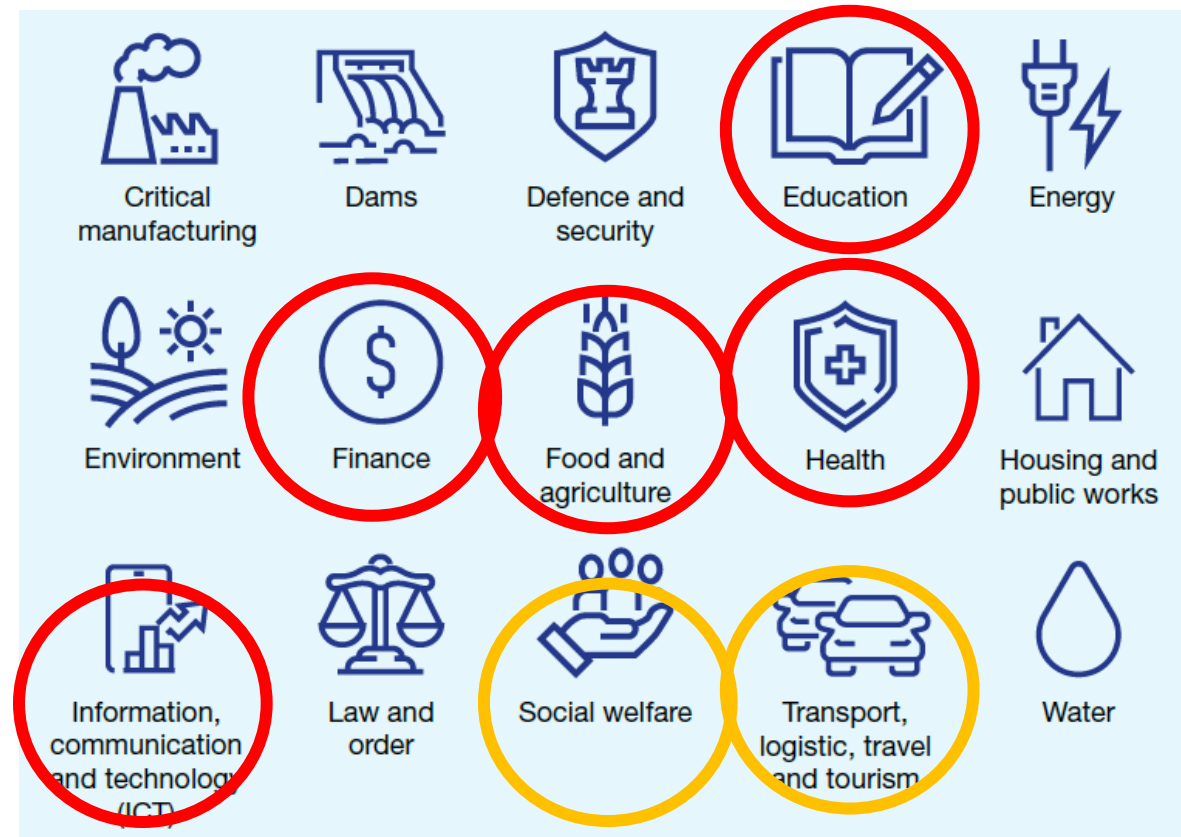 Critical
manufacturing
Dams
Defence and
security
Education
Energy
Environment
$
Finance
Food and
agriculture
Health
Housing and
public works
Information,
communication
and technology
(ICT)
Law and
order
Social welfare
Transport,
logistic, travel
and tourism
Water